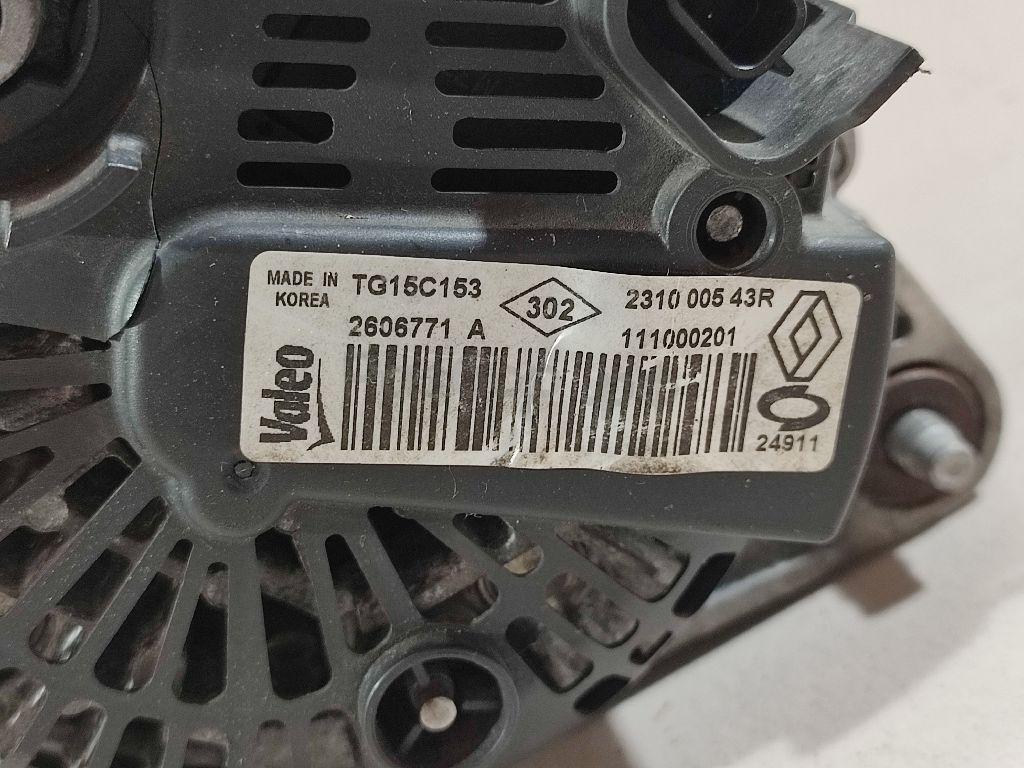 MADE IN
KOREA
TG15C153
302
2310 005 43R
2606771 A
111000201
Valeo
24911